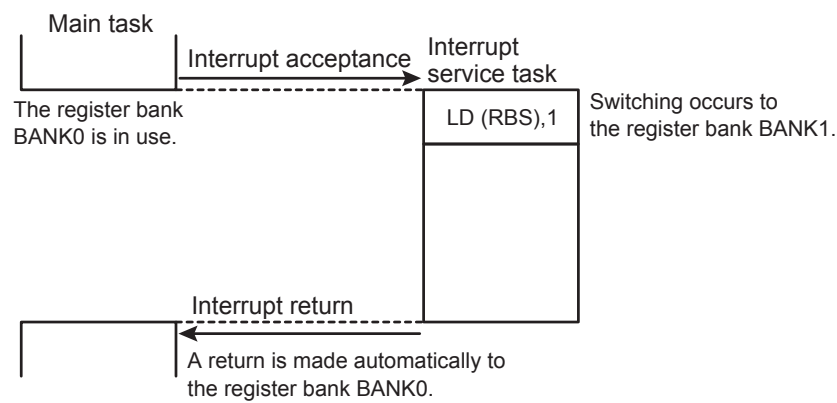 Main task
Interrupt acceptance
Interrupt
service task
The register bank
BANK0 is in use.
LD (RBS),1
Switching occurs to
the register bank BANK1.
Interrupt return
A return is made automatically to
the register bank BANK0.